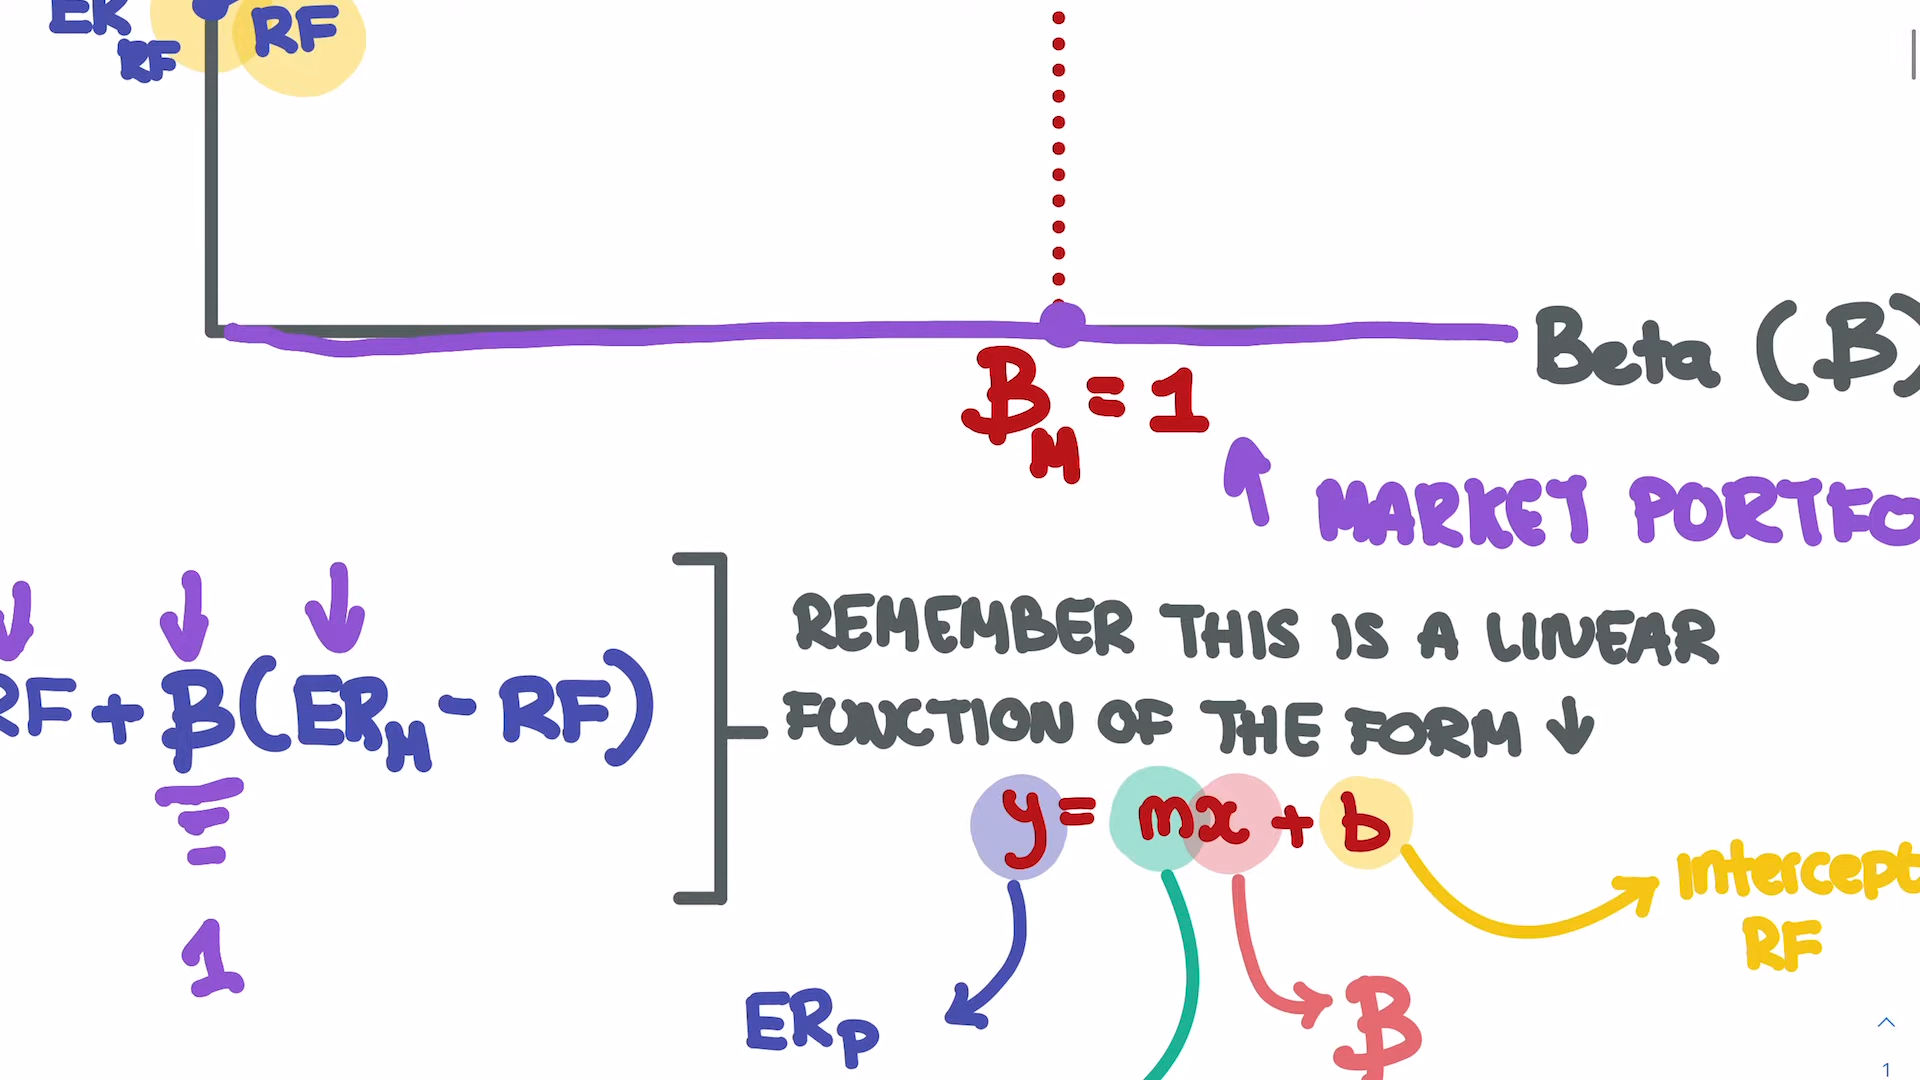 ER
RF
RF
Beta (B)
B
M
= 1
MARKET PORTFO
RF + B(ER
M
- RF)
1
REMEMBER THIS IS A LINEAR
FUNCTION OF THE FORM ↓
y = mx + b
Intercept
RF
ERP
B
1